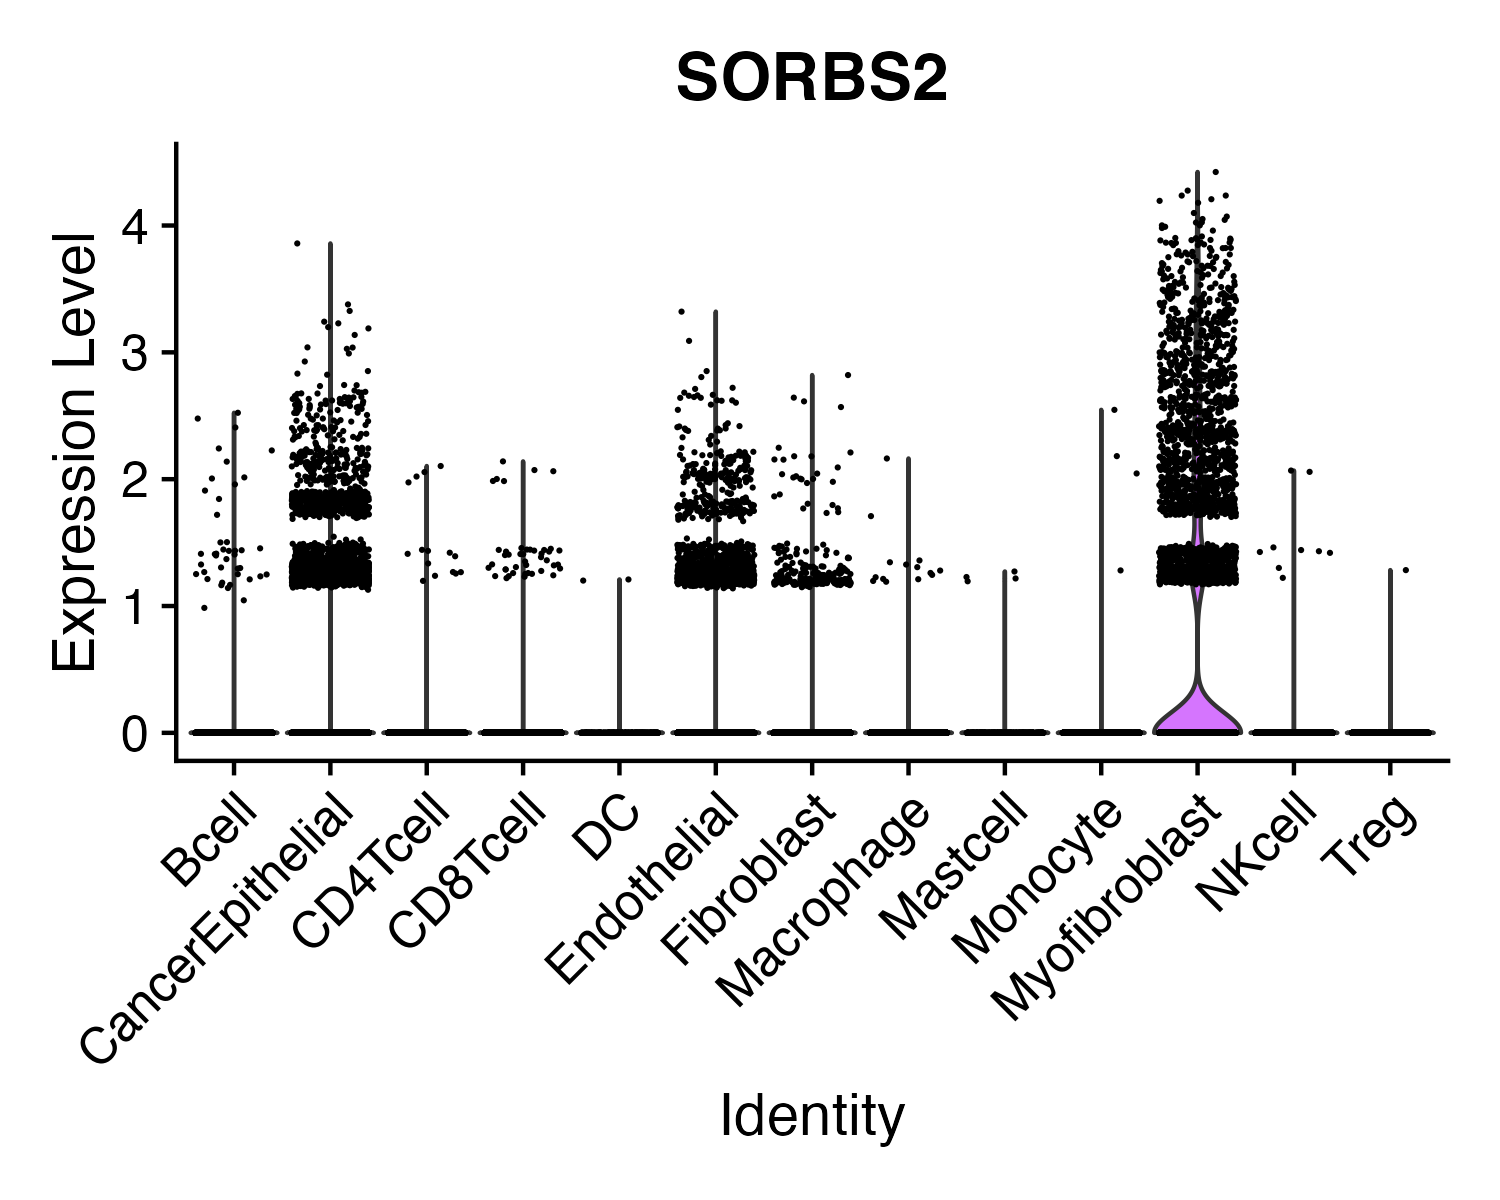 SORBS2
Expression Level
4
3
2
1
0
Bcell
CancerEpithelial
CD4Tcell
CD8Tcell
DC
Endothelial
Fibroblast
Macrophage
Mastcell
Monocyte
Myofibroblast
NKcell
Treg
Identity